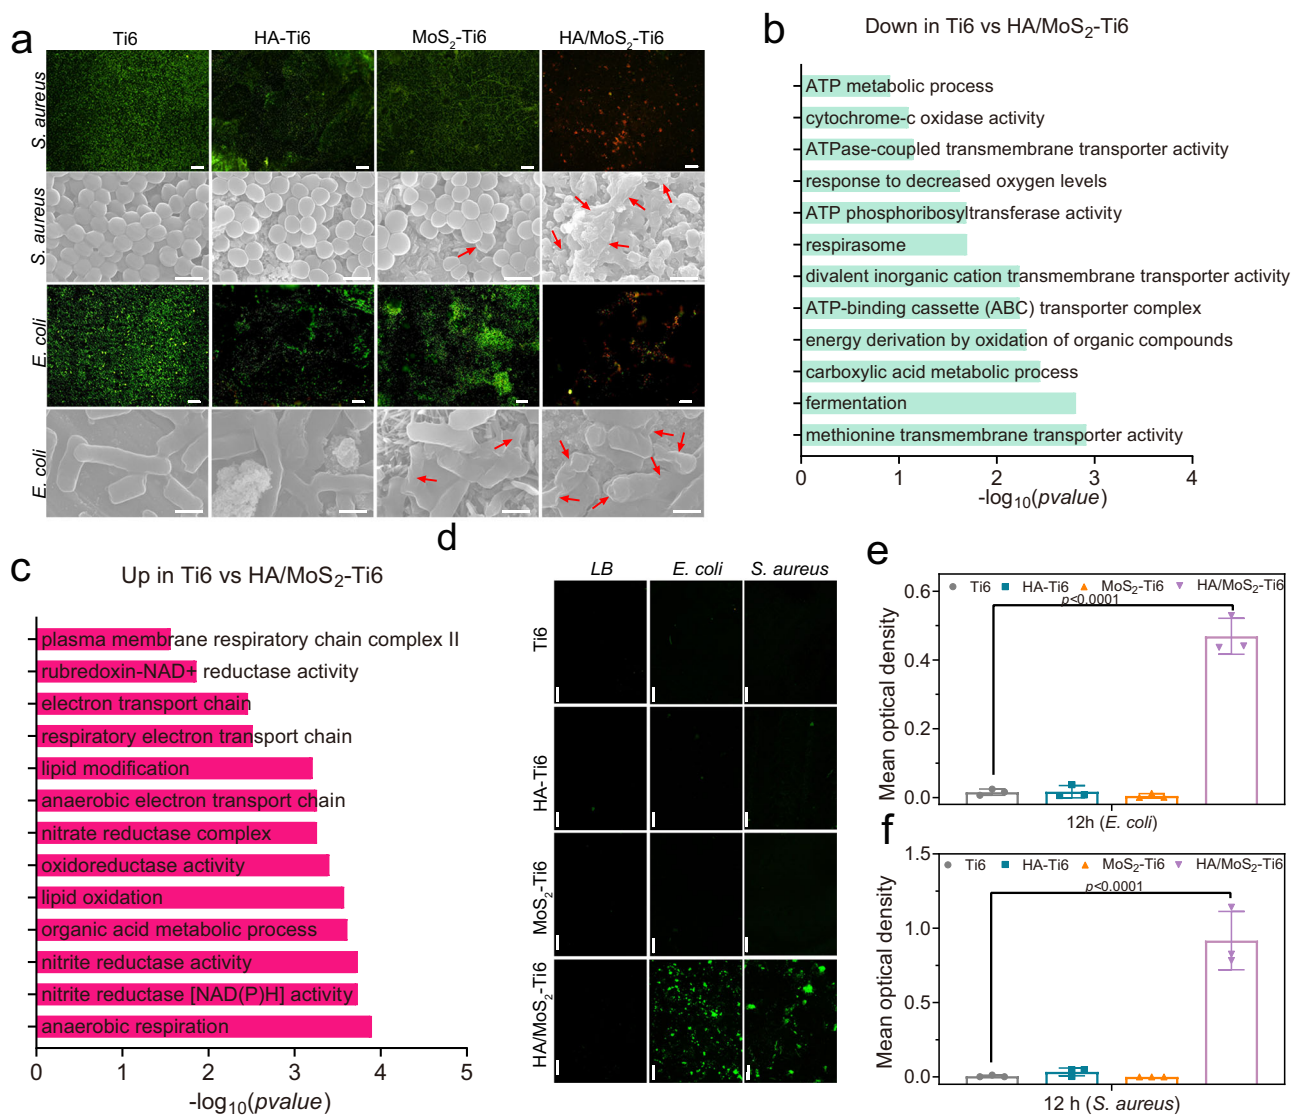 a
Ti6
HA-Ti6
MoS2-Ti6
HA/MoS2-Ti6
S. aureus
S. aureus
E. coli
E. coli
b
Down in Ti6 vs HA/MoS2-Ti6
ATP metabolic process
cytochrome-c oxidase activity
ATPase-coupled transmembrane transporter activity
response to decreased oxygen levels
ATP phosphoribosyltransferase activity
respirasome
divalent inorganic cation transmembrane transporter activity
ATP-binding cassette (ABC) transporter complex
energy derivation by oxidation of organic compounds
carboxylic acid metabolic process
fermentation
methionine transmembrane transporter activity
0 1 2 3 4
-log10(pvalue)
c
Up in Ti6 vs HA/MoS2-Ti6
plasma membrane respiratory chain complex II
rubredoxin-NAD+ reductase activity
electron transport chain
respiratory electron transport chain
lipid modification
anaerobic electron transport chain
nitrate reductase complex
oxidoreductase activity
lipid oxidation
organic acid metabolic process
nitrite reductase activity
nitrite reductase [NAD(P)H] activity
anaerobic respiration
0 1 2 3 4 5
-log10(pvalue)
d
LB
E. coli
S. aureus
Ti6
HA-Ti6
MoS2-Ti6
HA/MoS2-Ti6
e
Ti6 HA-Ti6 MoS2-Ti6 HA/MoS2-Ti6
p<0.0001
Mean optical density
0.6
0.4
0.2
0.0
12h (E. coli)
f
Ti6 HA-Ti6 MoS2-Ti6 HA/MoS2-Ti6
p<0.0001
Mean optical density
1.5
1.0
0.5
0.0
12 h (S. aureus)